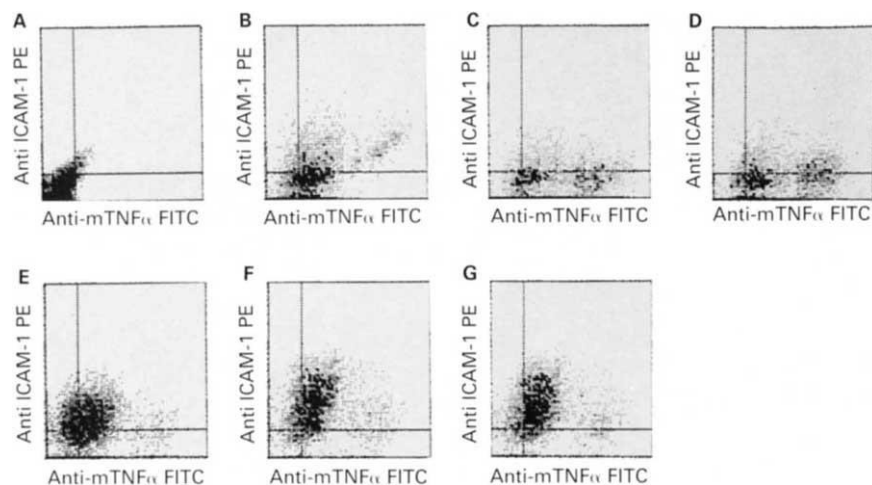 A
B
C
D
Anti ICAM-1 PE
Anti ICAM-1 PE
Anti ICAM-1 PE
Anti ICAM-1 PE
Anti-mTNFα FITC
Anti-mTNFα FITC
Anti-mTNFα FITC
Anti-mTNFα FITC
E
F
G
Anti ICAM-1 PE
Anti ICAM-1 PE
Anti ICAM-1 PE
Anti-mTNFα FITC
Anti-mTNFα FITC
Anti-mTNFα FITC